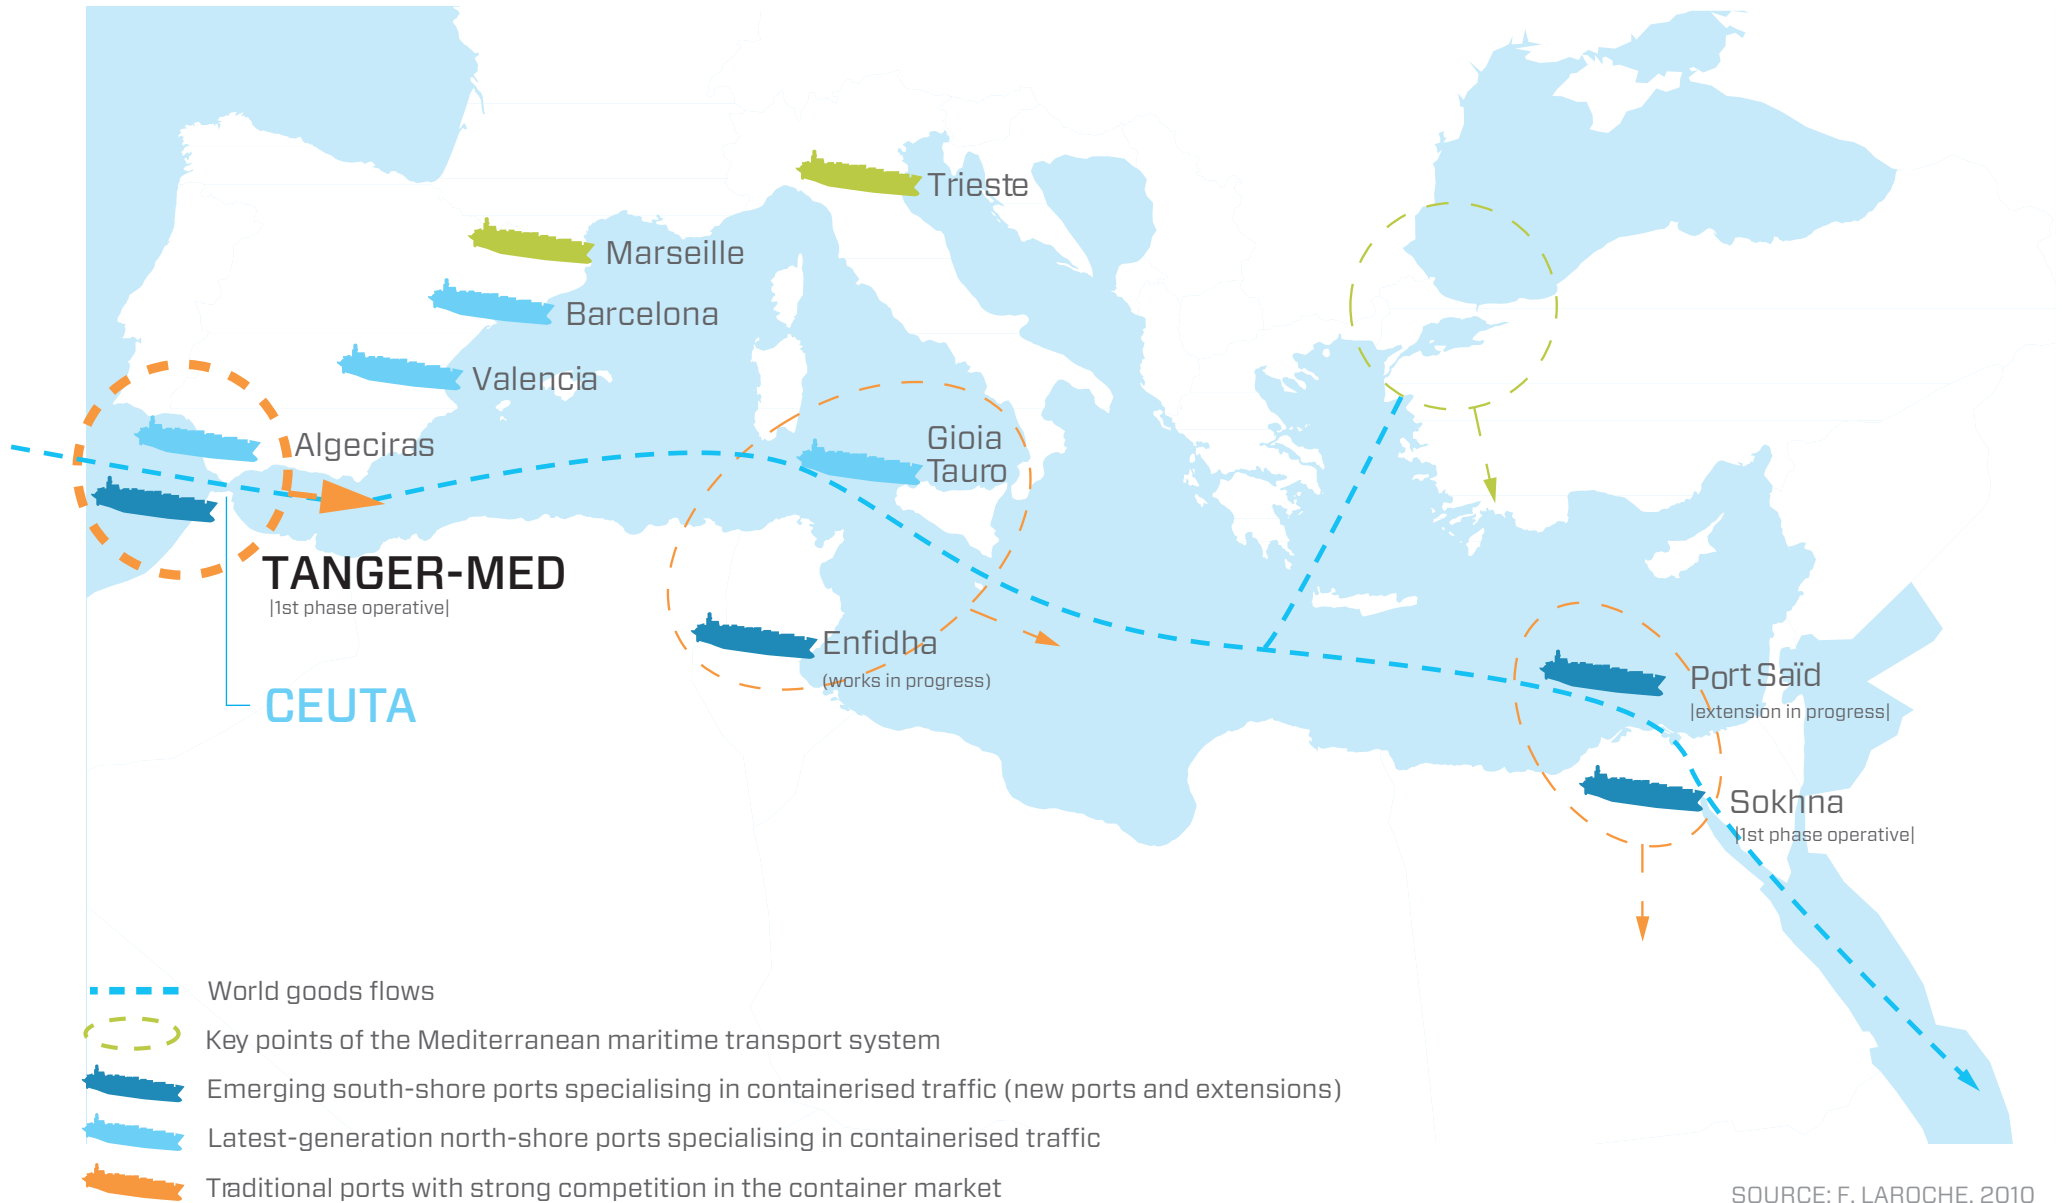 Trieste
Marseille
Barcelona
Valencia
Algeciras
Gioia
Tauro
TANGER-MED
|1st phase operative|
Enfidha
(works in progress)
Port Saïd
|extension in progress|
CEUTA
Sokhna
|1st phase operative|
World goods flows
Key points of the Mediterranean maritime transport system
Emerging south-shore ports specialising in containerised traffic (new ports and extensions)
Latest-generation north-shore ports specialising in containerised traffic
Traditional ports with strong competition in the container market
SOURCE: F. LAROCHE. 2010